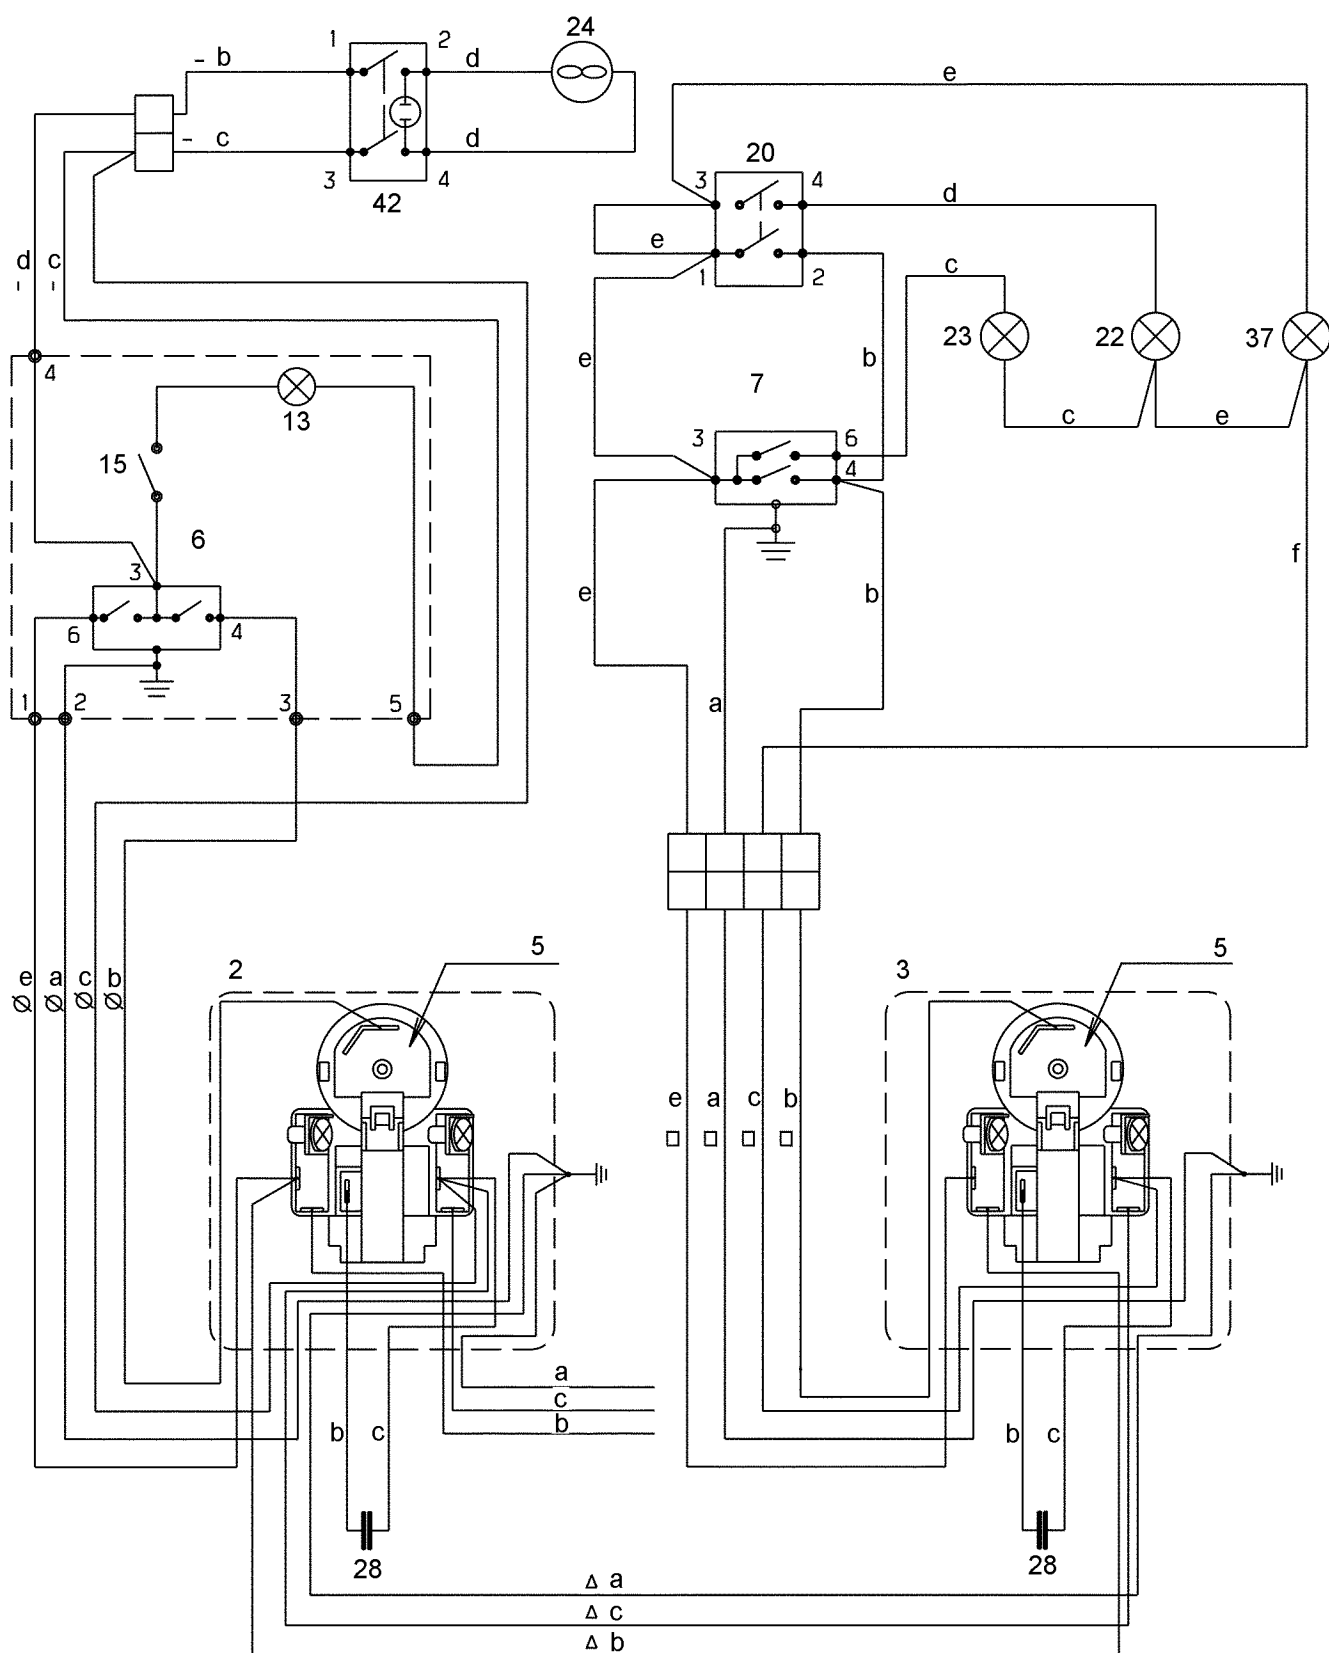 24
1 2
- b d e
- c d
20
3 4
3 4
42
d
e
d c
- -
1 2
c
4
23 22 37
e b
7
13
c e
3 6
15
4
6
3
f
6 4
e b
1 2 3 5
a
e a c b
Ø Ø Ø Ø
2 5
3 5
e a c b
□ □ □ □
a
c
b
b c
b c
28
28
Δ a
Δ c
Δ b